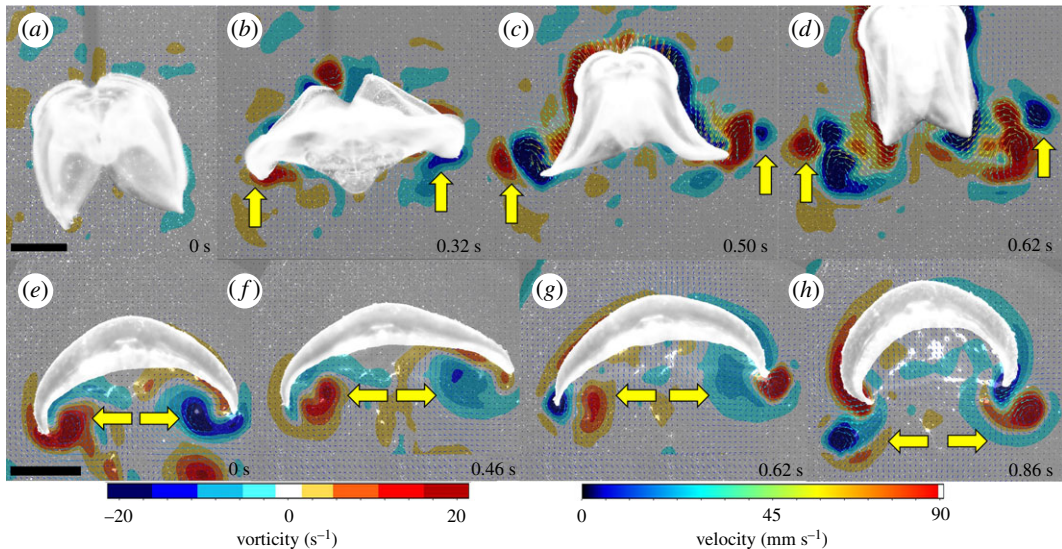 (a) (b) (c) (d)
0 s 0.32 s 0.50 s 0.62 s
(e) (f) (g) (h)
0 s 0.46 s 0.62 s 0.86 s
–20 0 20 0 45 90
vorticity (s–1) velocity (mm s–1)